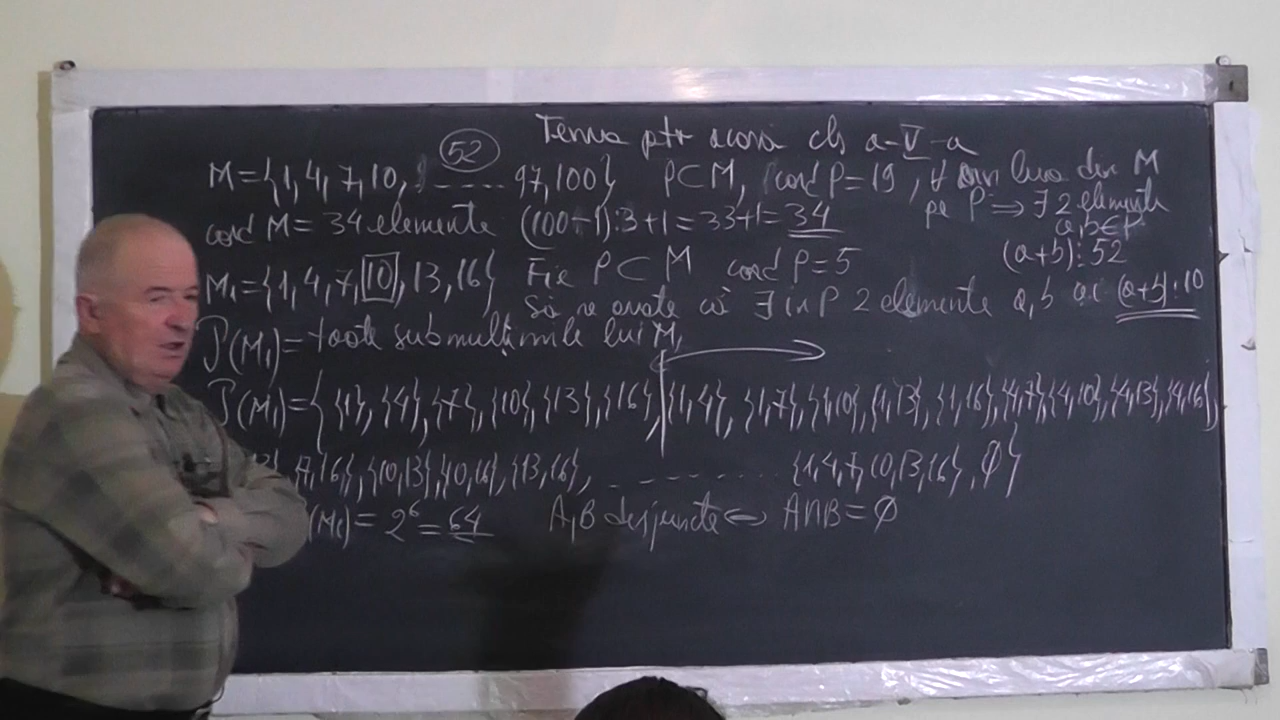 Tema ptr acasă cls a-V-a
52
M={1,4,7,10, ..... 97,100} P⊂M, card P=19, ∀ luăm din M
card M= 34 elemente (100-1):3+1=33+1=34 pe P ⇒ ∃ 2 elemente
a,b∈P
(a+b)⋮52
M₁={1,4,7,10,13,16} Fie P⊂M card P=5
Să se arate că ∃ în P 2 elemente a,b a.c (a+b)⋮10
P(M₁)= toate submulțimile lui M₁
P(M₁)={ {1},{4},{7},{10},{13},{16},{1,4},{1,7},{1,10},{1,13},{1,16},{4,7},{4,10},{4,13},{4,16},
7,16},{10,13},{10,16},{13,16}, ......... {1,4,7,10,13,16},∅}
(M₁)= 2⁶=64 A,B disjuncte ⇔ A∩B=∅